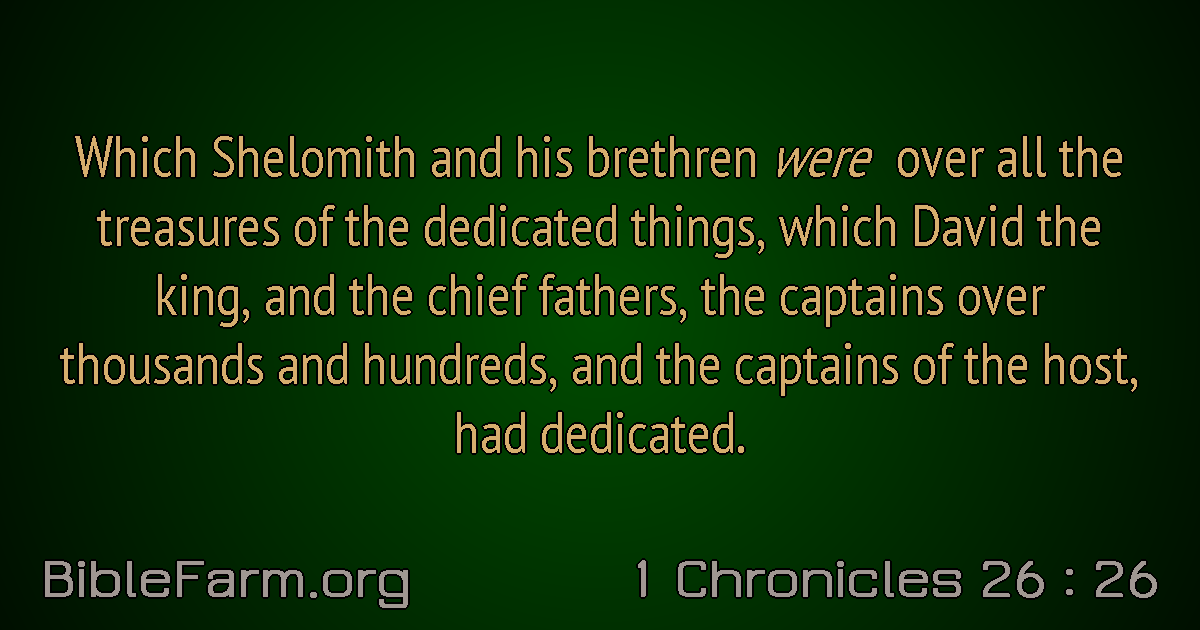 Which Shelomith and his brethren were over all the
treasures of the dedicated things, which David the
king, and the chief fathers, the captains over
thousands and hundreds, and the captains of the host,
had dedicated.
BibleFarm.org
1 Chronicles 26 : 26